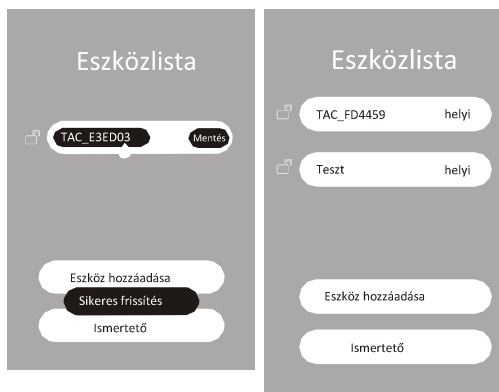 Eszközlista
TAC_E3ED03 Mentés
Eszköz hozzáadása
Sikeres frissítés
Ismertető
Eszközlista
TAC_FD4459 helyi
Teszt helyi
Eszköz hozzáadása
Ismertető